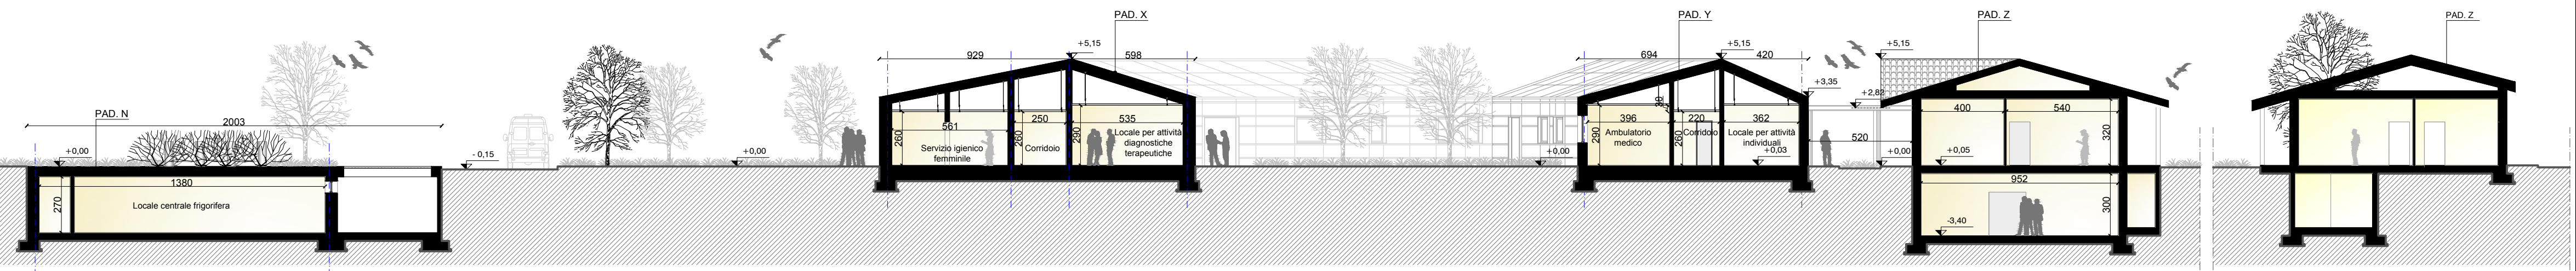 PAD. N
2003
+0,00
- 0,15
1380
270
Locale centrale frigorifera
+0,00
PAD. X
929
+5,15
598
260
561
Servizio igienico
femminile
260
250
Corridoio
290
535
Locale per attività
diagnostiche
terapeutiche
+0,00
PAD. Y
694
+5,15
420
+3,35
30
290
396
Ambulatorio
medico
260
220
Corridoio
362
Locale per attività
individuali
+0,03
+2,82
520
+0,00
PAD. Z
+5,15
400
540
320
+0,05
952
300
-3,40
PAD. Z